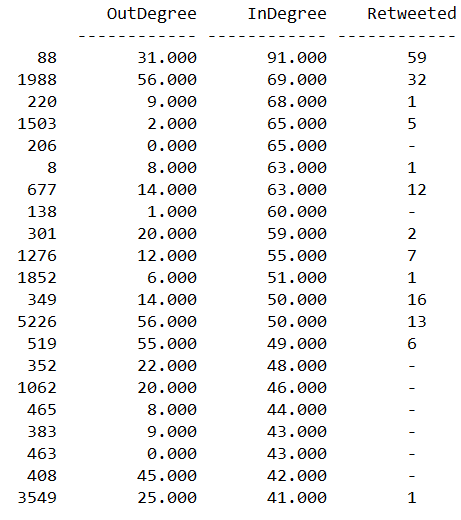 OutDegree InDegree Retweeted
------------ ------------ ------------
88 31.000 91.000 59
1988 56.000 69.000 32
220 9.000 68.000 1
1503 2.000 65.000 5
206 0.000 65.000 -
8 8.000 63.000 1
677 14.000 63.000 12
138 1.000 60.000 -
301 20.000 59.000 2
1276 12.000 55.000 7
1852 6.000 51.000 1
349 14.000 50.000 16
5226 56.000 50.000 13
519 55.000 49.000 6
352 22.000 48.000 -
1062 20.000 46.000 -
465 8.000 44.000 -
383 9.000 43.000 -
463 0.000 43.000 -
408 45.000 42.000 -
3549 25.000 41.000 1